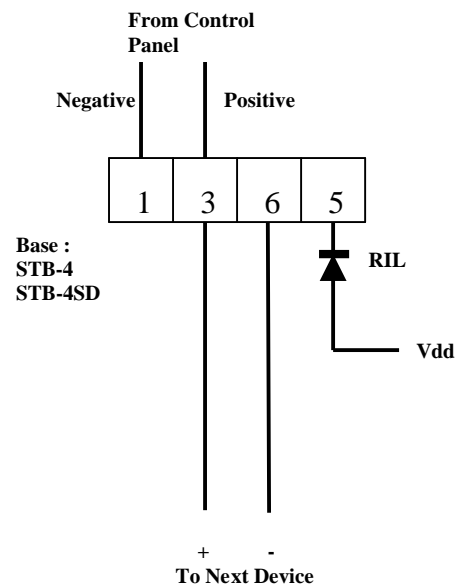 From Control
Panel
Negative Positive
1 3 6 5
Base :
STB-4
STB-4SD
RIL
Vdd
+ -
To Next Device